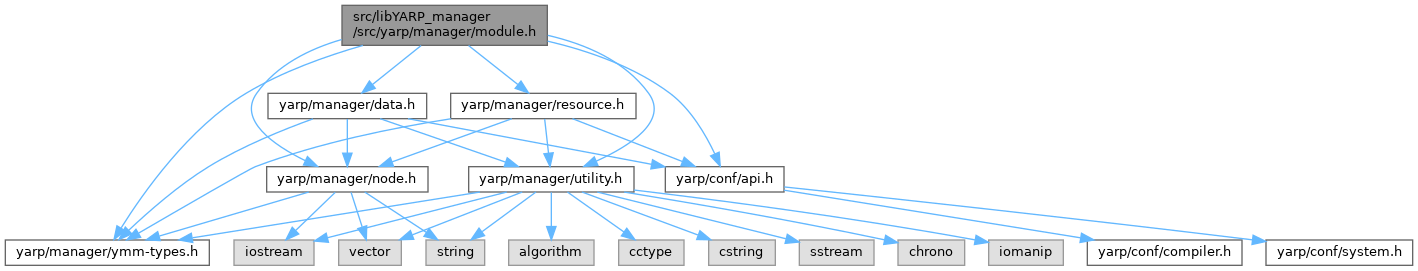 src/libYARP_manager
/src/yarp/manager/module.h
yarp/manager/data.h
yarp/manager/resource.h
yarp/manager/node.h
yarp/manager/utility.h
yarp/conf/api.h
yarp/manager/ymm-types.h
iostream
vector
string
algorithm
cctype
cstring
sstream
chrono
iomanip
yarp/conf/compiler.h
yarp/conf/system.h